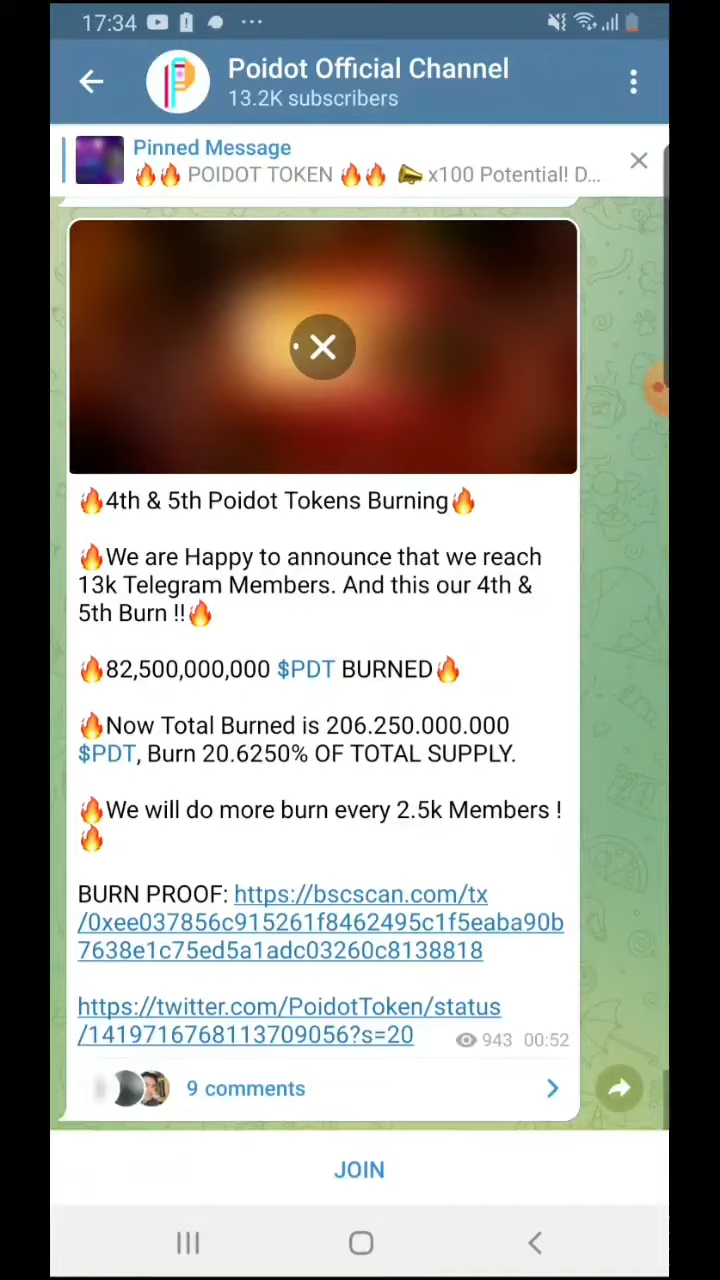 17:34
Poidot Official Channel
13.2K subscribers
Pinned Message
🔥🔥 POIDOT TOKEN 🔥🔥 📣x100 Potential! D...
🔥4th & 5th Poidot Tokens Burning🔥
🔥We are Happy to announce that we reach
13k Telegram Members. And this our 4th &
5th Burn !!🔥
🔥82,500,000,000 $PDT BURNED🔥
🔥Now Total Burned is 206.250.000.000
$PDT, Burn 20.6250% OF TOTAL SUPPLY.
🔥We will do more burn every 2.5k Members !
🔥
BURN PROOF: https://bscscan.com/tx
/0xee037856c915261f8462495c1f5eaba90b
7638e1c75ed5a1adc03260c8138818
https://twitter.com/PoidotToken/status
/1419716768113709056?s=20 943 00:52
9 comments
JOIN